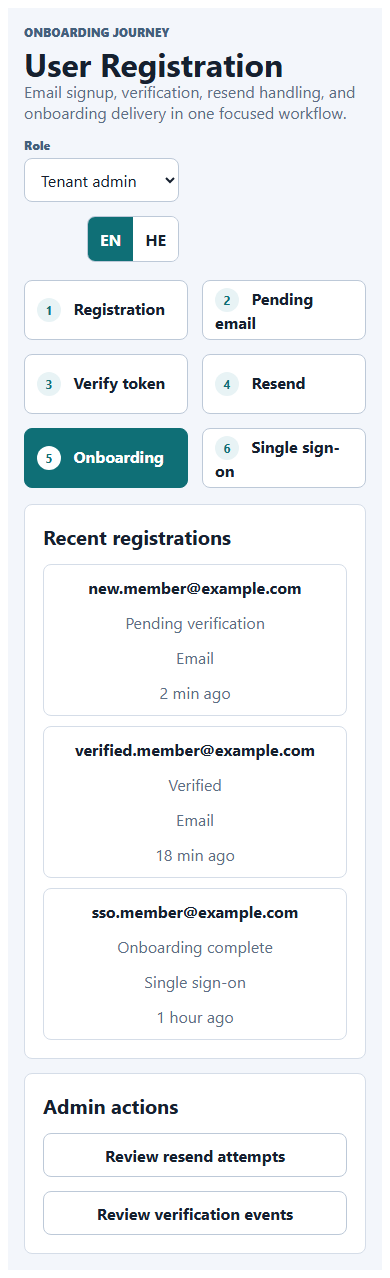 ONBOARDING JOURNEY
User Registration
Email signup, verification, resend handling, and
onboarding delivery in one focused workflow.
Role
Tenant admin
EN HE
1 Registration
2 Pending
email
3 Verify token
4 Resend
5 Onboarding
6 Single sign-
on
Recent registrations
new.member@example.com
Pending verification
Email
2 min ago
verified.member@example.com
Verified
Email
18 min ago
sso.member@example.com
Onboarding complete
Single sign-on
1 hour ago
Admin actions
Review resend attempts
Review verification events